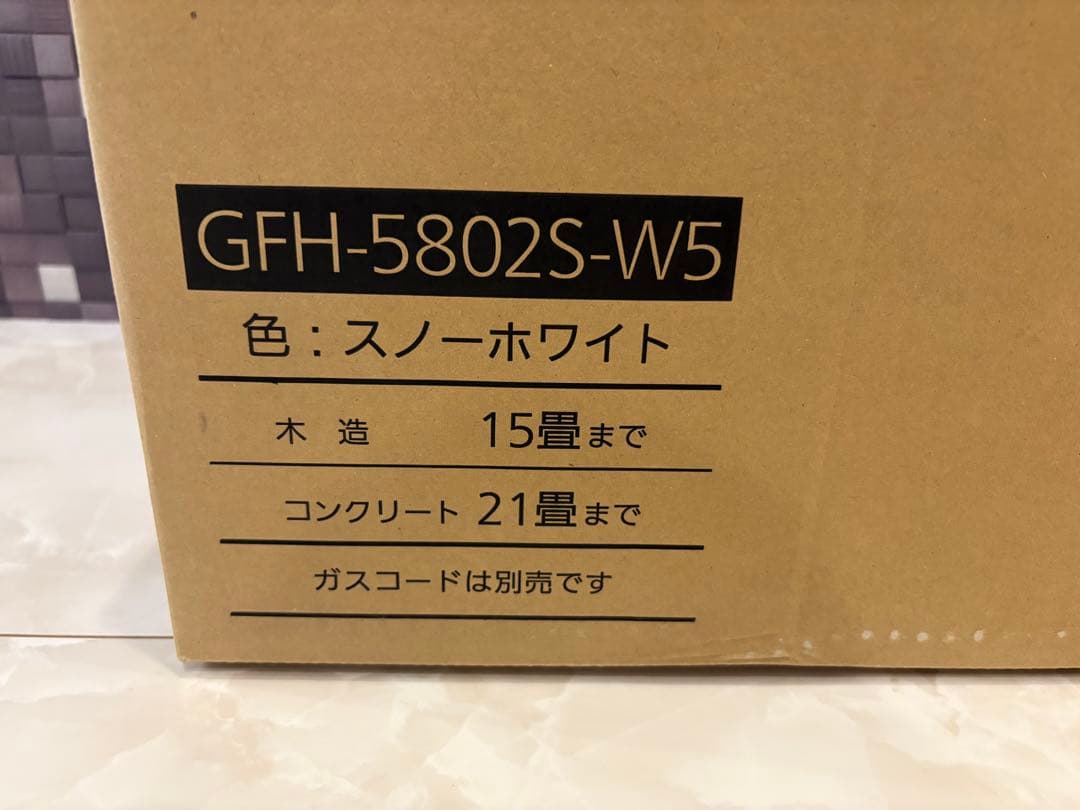 GFH-5802S-W5
色：スノーホワイト
木 造 15畳まで
コンクリート 21畳まで
ガスコードは別売です